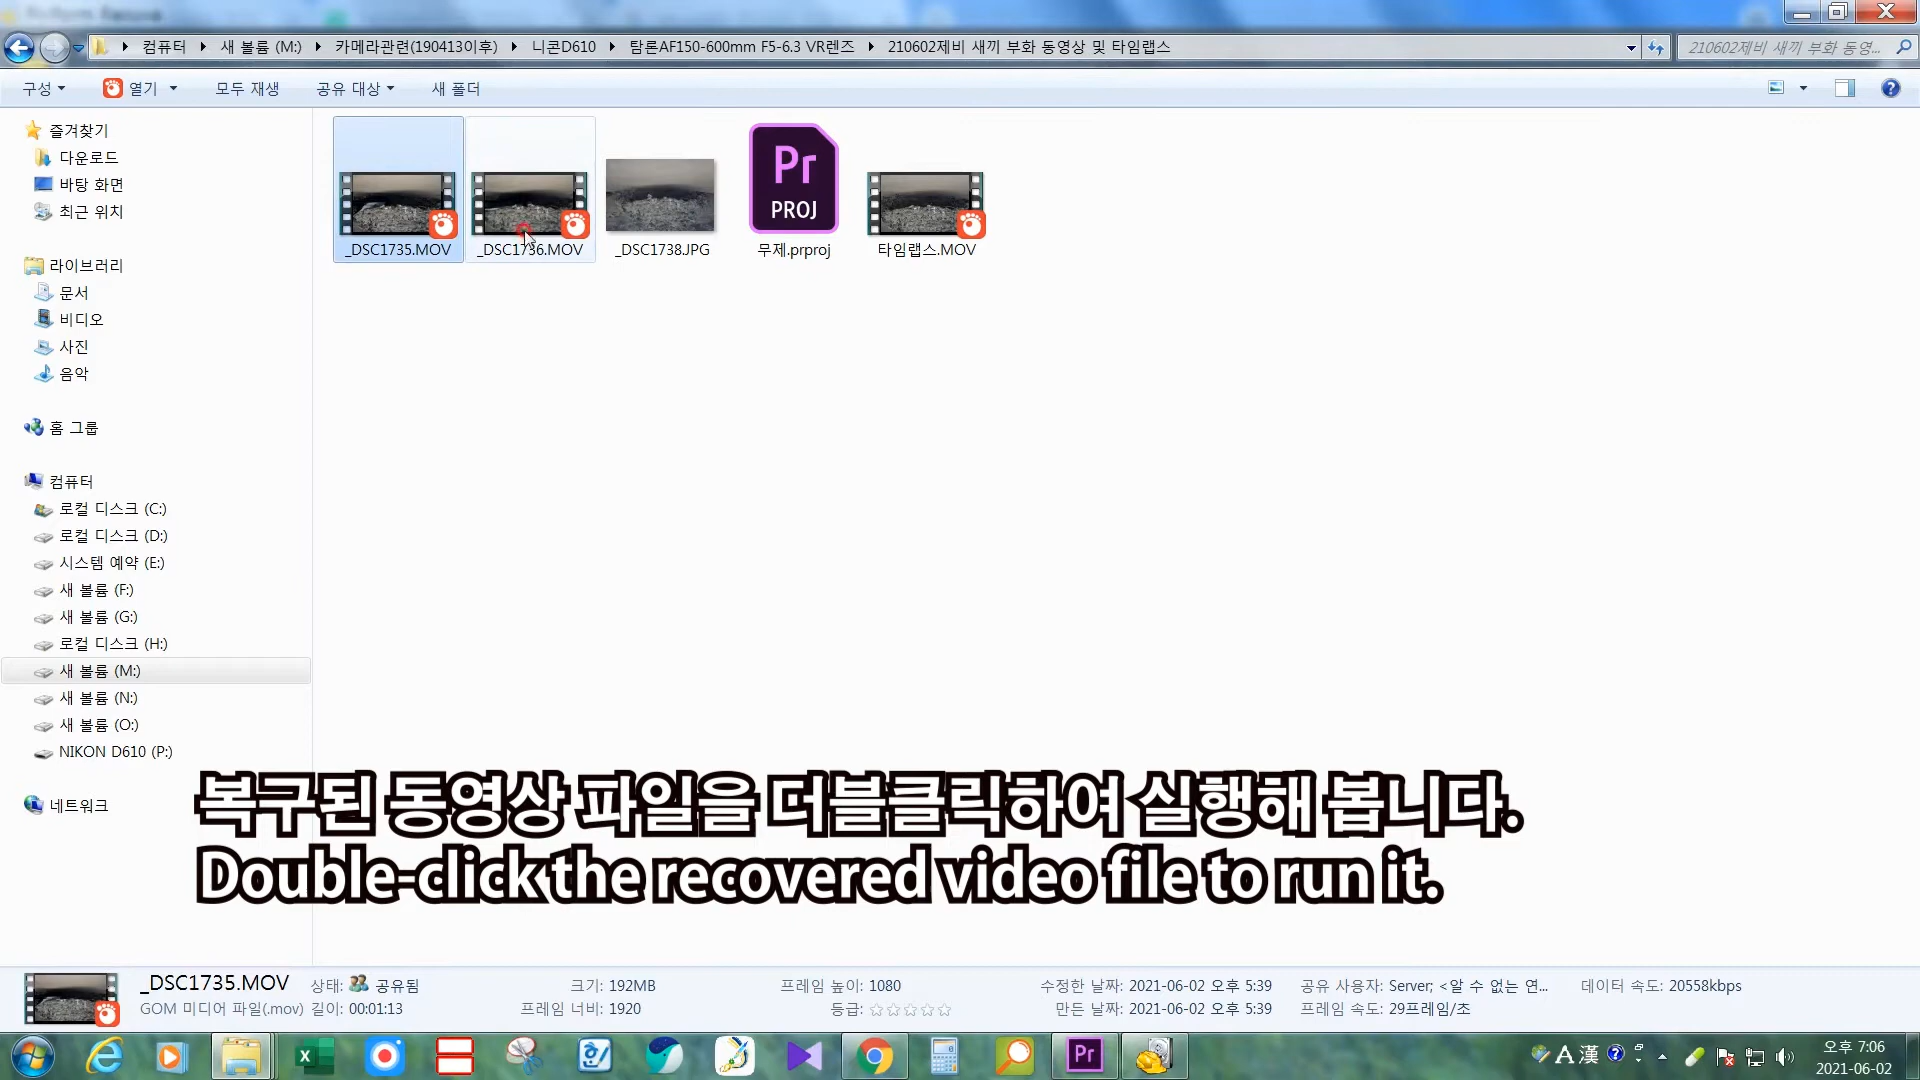 컴퓨터 ▸ 새 볼륨 (M:) ▸ 카메라관련(190413이후) ▸ 니콘D610 ▸ 탐론AF150-600mm F5-6.3 VR렌즈 ▸ 210602제비 새끼 부화 동영상 및 타임랩스
210602제비 새끼 부화 동영...
구성 열기 모두 재생 공유 대상 새 폴더
즐겨찾기
다운로드
바탕 화면
최근 위치
라이브러리
문서
비디오
사진
음악
홈 그룹
컴퓨터
로컬 디스크 (C:)
로컬 디스크 (D:)
시스템 예약 (E:)
새 볼륨 (F:)
새 볼륨 (G:)
로컬 디스크 (H:)
새 볼륨 (M:)
새 볼륨 (N:)
새 볼륨 (O:)
NIKON D610 (P:)
네트워크
Pr
PROJ
_DSC1735.MOV _DSC1736.MOV _DSC1738.JPG 무제.prproj 타임랩스.MOV
복구된 동영상 파일을 더블클릭하여 실행해 봅니다.
Double-click the recovered video file to run it.
_DSC1735.MOV 상태: 공유됨 크기: 192MB 프레임 높이: 1080 수정한 날짜: 2021-06-02 오후 5:39 공유 사용자: Server; <알 수 없는 연... 데이터 속도: 20558kbps
GOM 미디어 파일(.mov) 길이: 00:01:13 프레임 너비: 1920 등급: ☆☆☆☆☆ 만든 날짜: 2021-06-02 오후 5:39 프레임 속도: 29프레임/초
Pr
A 漢
오후 7:06
2021-06-02